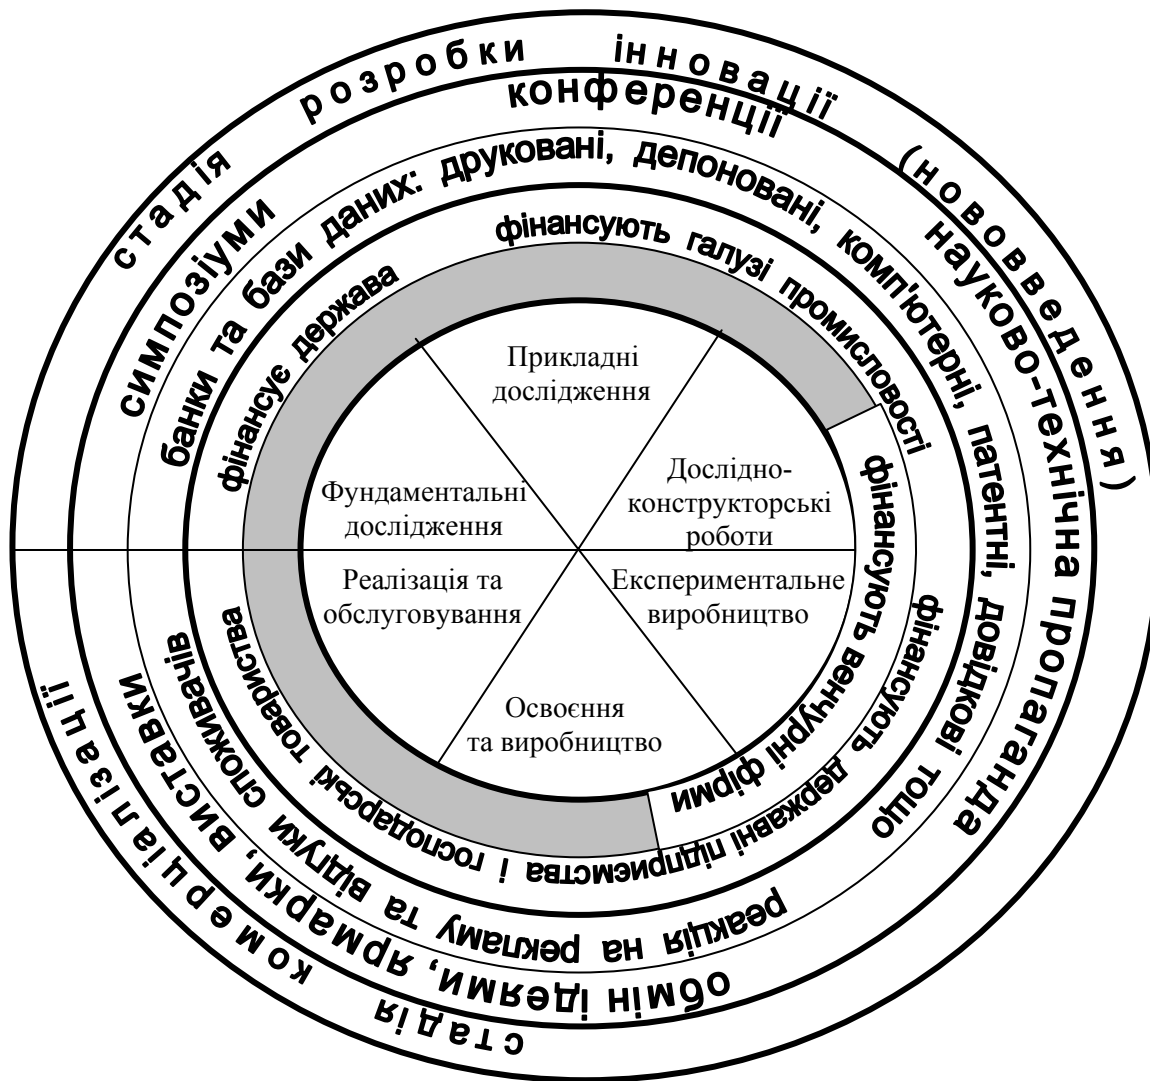 стадія розробки інновації (нововведення)
симпозіуми
конференції
науково-технічна пропаганда
банки та бази даних: друковані, депоновані, комп'ютерні, патентні, довідкові тощо
фінансує держава
фінансують галузі промисловості
фінансують венчурні фірми
фінансують державні підприємства і господарські товариства
Прикладні
дослідження
Фундаментальні
дослідження
Дослідно-
конструкторські
роботи
Реалізація та
обслуговування
Експериментальне
виробництво
Освоєння
та виробництво
реакція на рекламу та відгуки споживачів
обмін ідеями, ярмарки, виставки
стадія комерціалізації